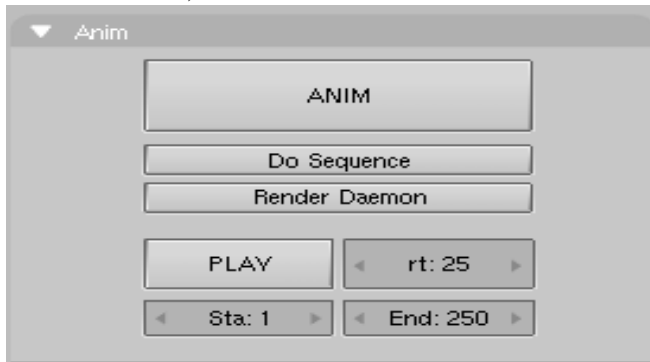 Anim
ANIM
Do Sequence
Render Daemon
PLAY rt: 25
Sta: 1 End: 250